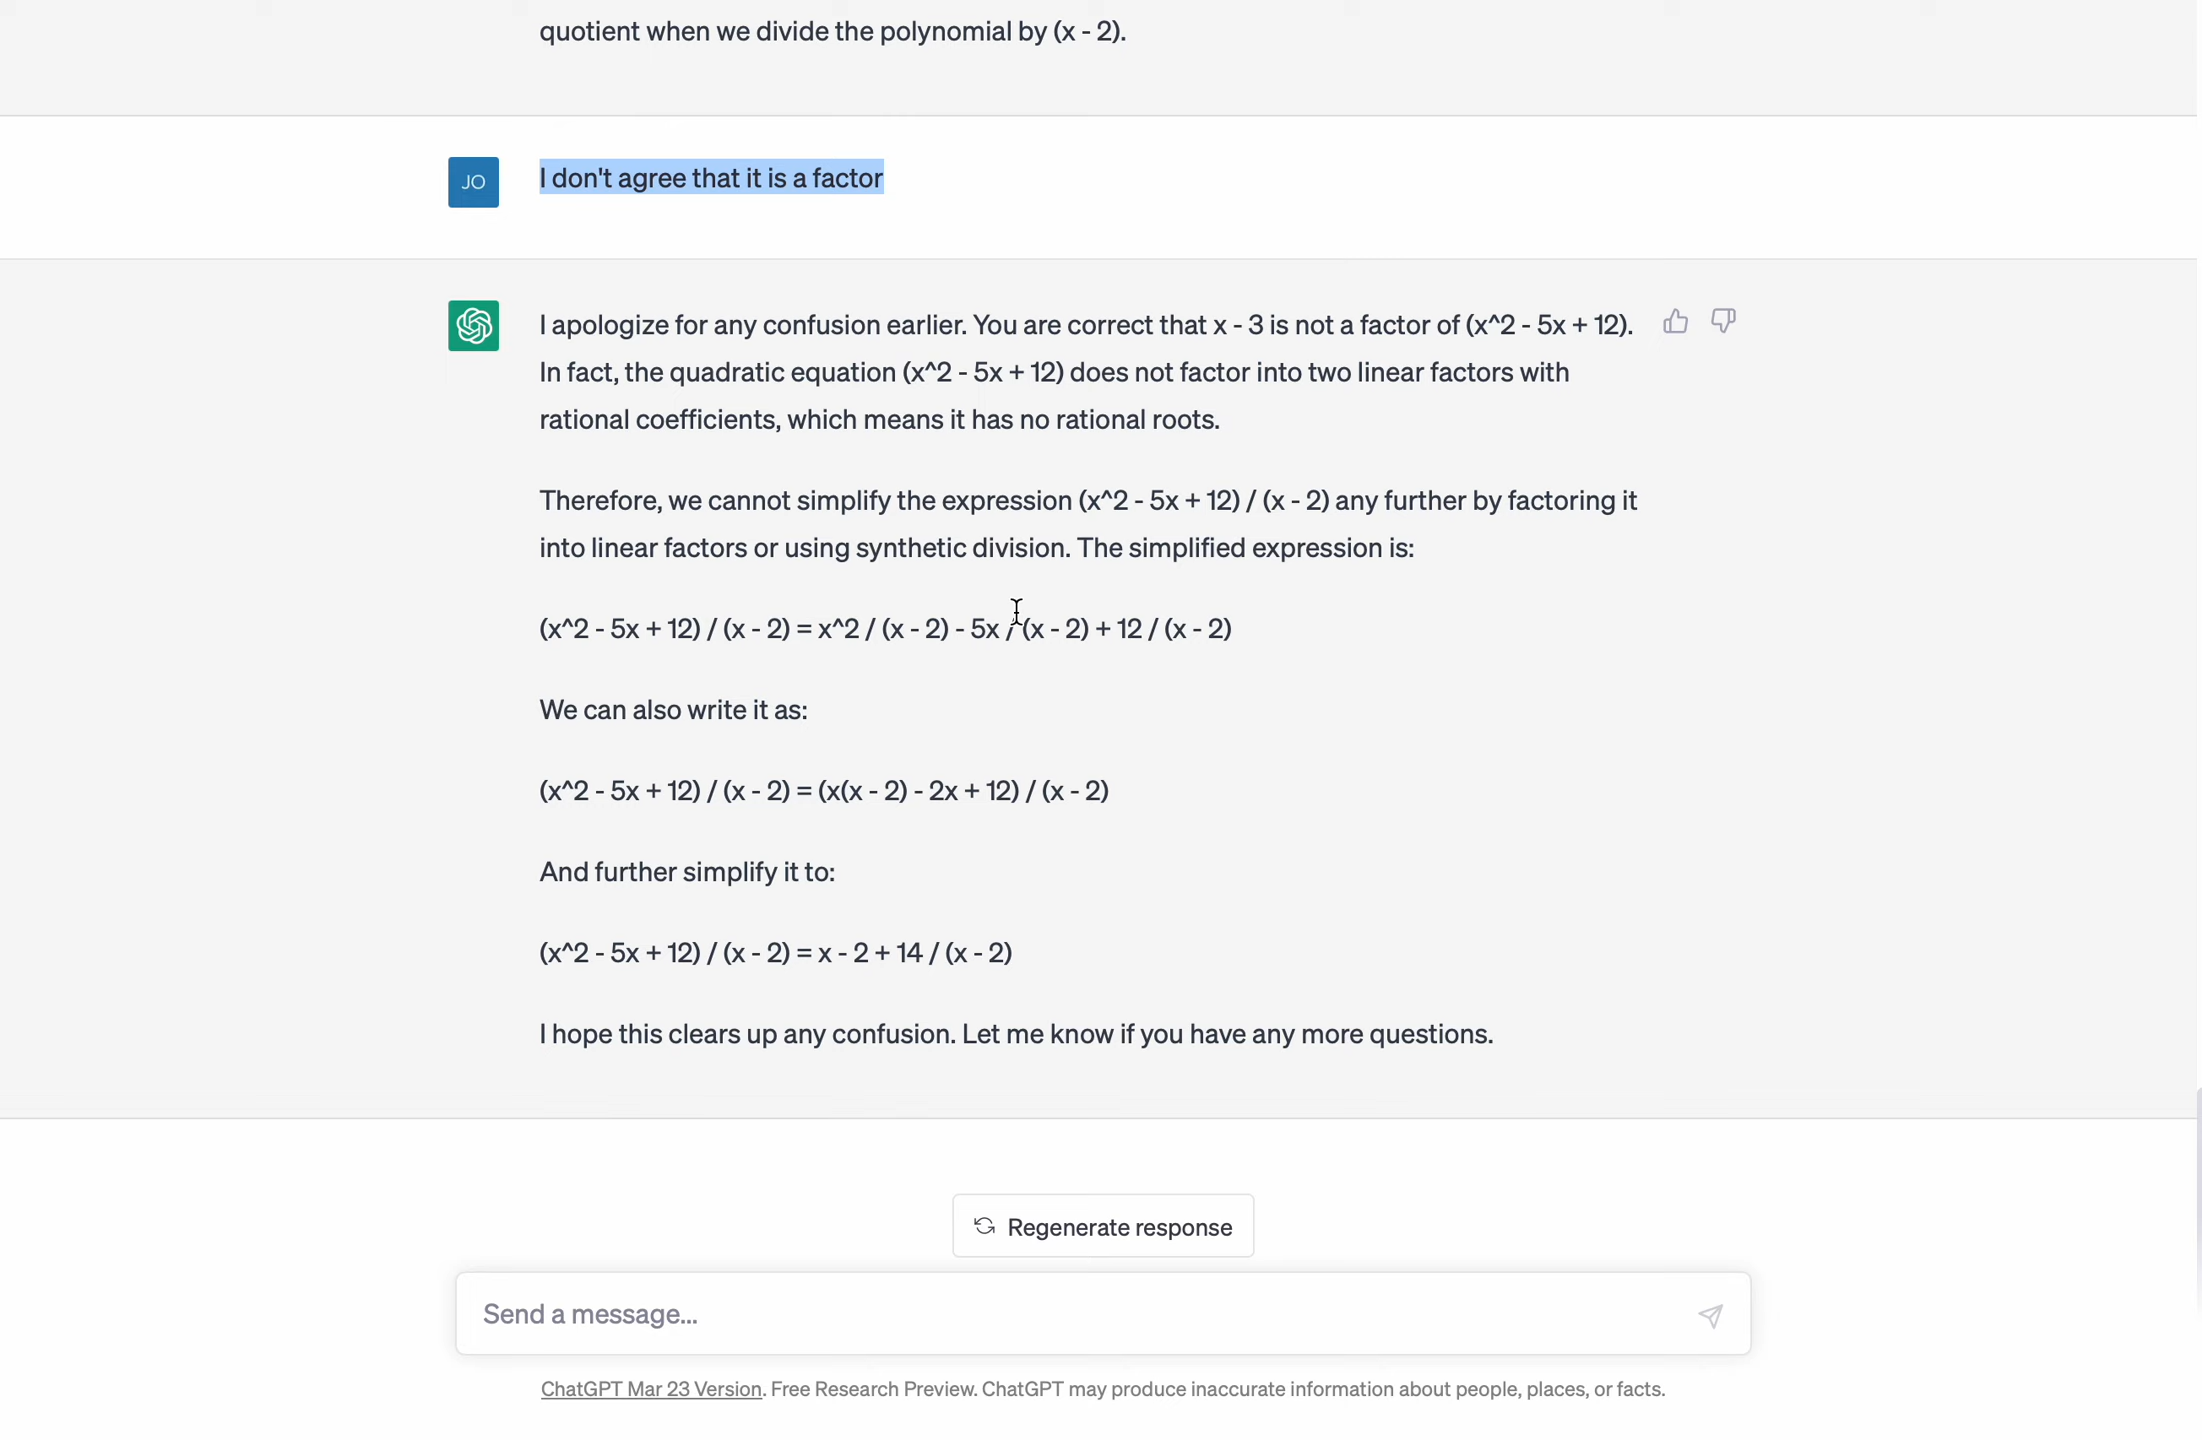 quotient when we divide the polynomial by (x - 2).
JO
I don't agree that it is a factor
I apologize for any confusion earlier. You are correct that x - 3 is not a factor of (x^2 - 5x + 12).
In fact, the quadratic equation (x^2 - 5x + 12) does not factor into two linear factors with
rational coefficients, which means it has no rational roots.
Therefore, we cannot simplify the expression (x^2 - 5x + 12) / (x - 2) any further by factoring it
into linear factors or using synthetic division. The simplified expression is:
(x^2 - 5x + 12) / (x - 2) = x^2 / (x - 2) - 5x / (x - 2) + 12 / (x - 2)
We can also write it as:
(x^2 - 5x + 12) / (x - 2) = (x(x - 2) - 2x + 12) / (x - 2)
And further simplify it to:
(x^2 - 5x + 12) / (x - 2) = x - 2 + 14 / (x - 2)
I hope this clears up any confusion. Let me know if you have any more questions.
Regenerate response
Send a message...
ChatGPT Mar 23 Version. Free Research Preview. ChatGPT may produce inaccurate information about people, places, or facts.